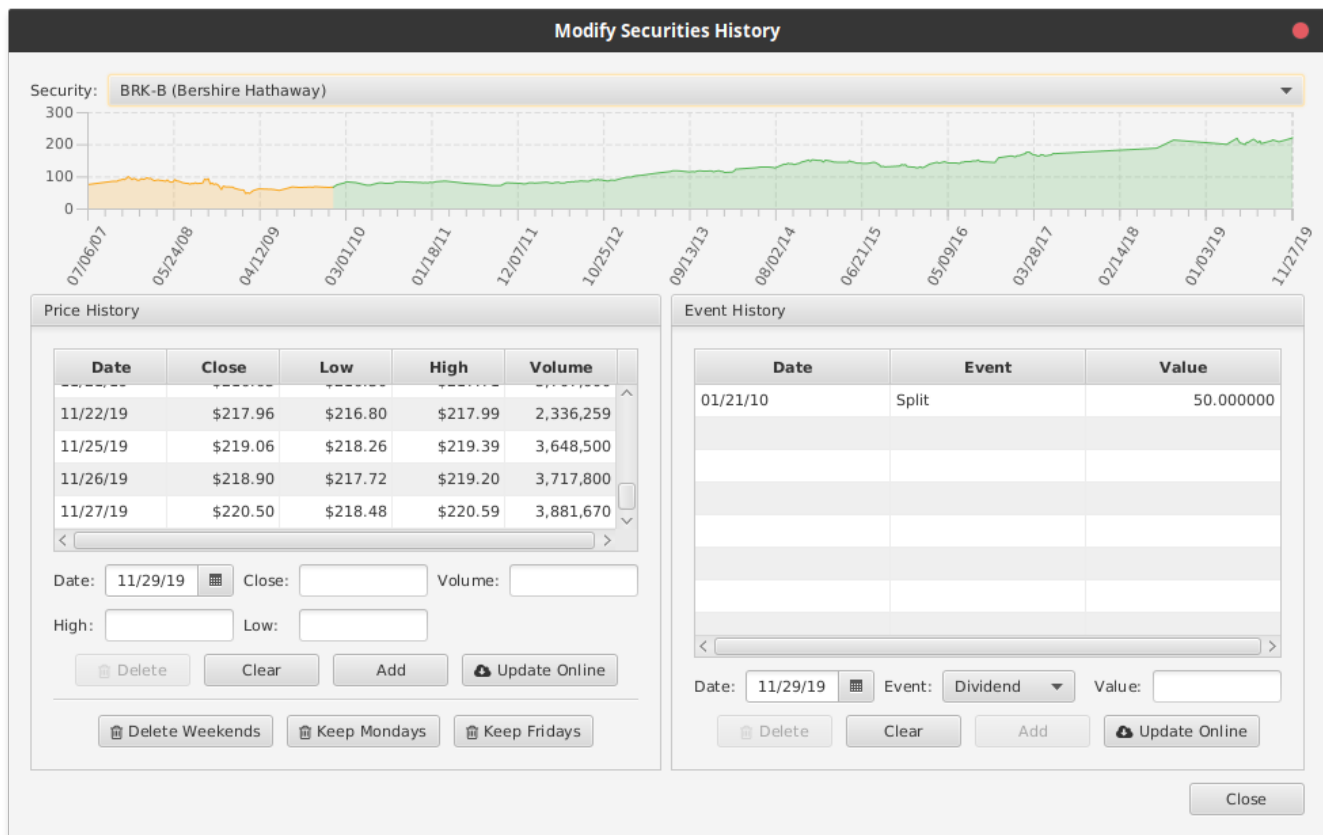 Modify Securities History
Security: BRK-B (Bershire Hathaway)
300
200
100
0
07/06/07 05/24/08 04/12/09 03/01/10 01/18/11 12/07/11 10/25/12 09/13/13 08/02/14 06/21/15 05/09/16 03/28/17 02/14/18 01/03/19 11/27/19
Price History
Date Close Low High Volume
11/22/19 $217.96 $216.80 $217.99 2,336,259
11/25/19 $219.06 $218.26 $219.39 3,648,500
11/26/19 $218.90 $217.72 $219.20 3,717,800
11/27/19 $220.50 $218.48 $220.59 3,881,670
Date: 11/29/19 Close: Volume:
High: Low:
Delete Clear Add Update Online
Delete Weekends Keep Mondays Keep Fridays
Event History
Date Event Value
01/21/10 Split 50.000000
Date: 11/29/19 Event: Dividend Value:
Delete Clear Add Update Online
Close